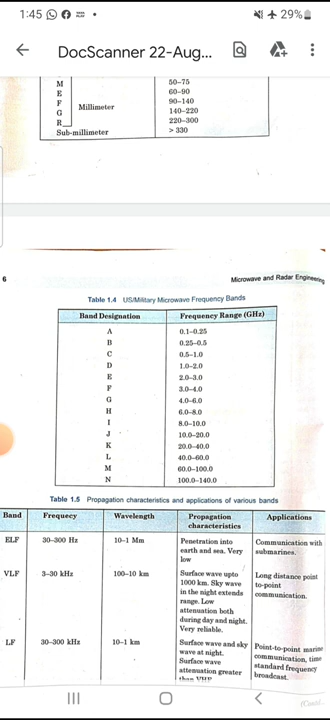 1:45 29%
DocScanner 22-Aug...
M 50–75
E 60–90
F Millimeter 90–140
G 140–220
R 220–300
Sub-millimeter > 330
6 Microwave and Radar Engineering
Table 1.4 US/Military Microwave Frequency Bands
Band Designation Frequency Range (GHz)
A 0.1–0.25
B 0.25–0.5
C 0.5–1.0
D 1.0–2.0
E 2.0–3.0
F 3.0–4.0
G 4.0–6.0
H 6.0–8.0
I 8.0–10.0
J 10.0–20.0
K 20.0–40.0
L 40.0–60.0
M 60.0–100.0
N 100.0–140.0
Table 1.5 Propagation characteristics and applications of various bands
Band Frequecy Wavelength Propagation Applications
characteristics
ELF 30–300 Hz 10–1 Mm Penetration into Communication with
earth and sea. Very submarines.
low
VLF 3–30 kHz 100–10 km Surface wave upto Long distance point
1000 km. Sky wave to-point
in the night extends communication.
range. Low
attenuation both
during day and night.
Very reliable.
LF 30–300 kHz 10–1 km Surface wave and sky Point-to-point marine
wave at night. communication, time
Surface wave standard frequency
attenuation greater broadcast.
than VHF